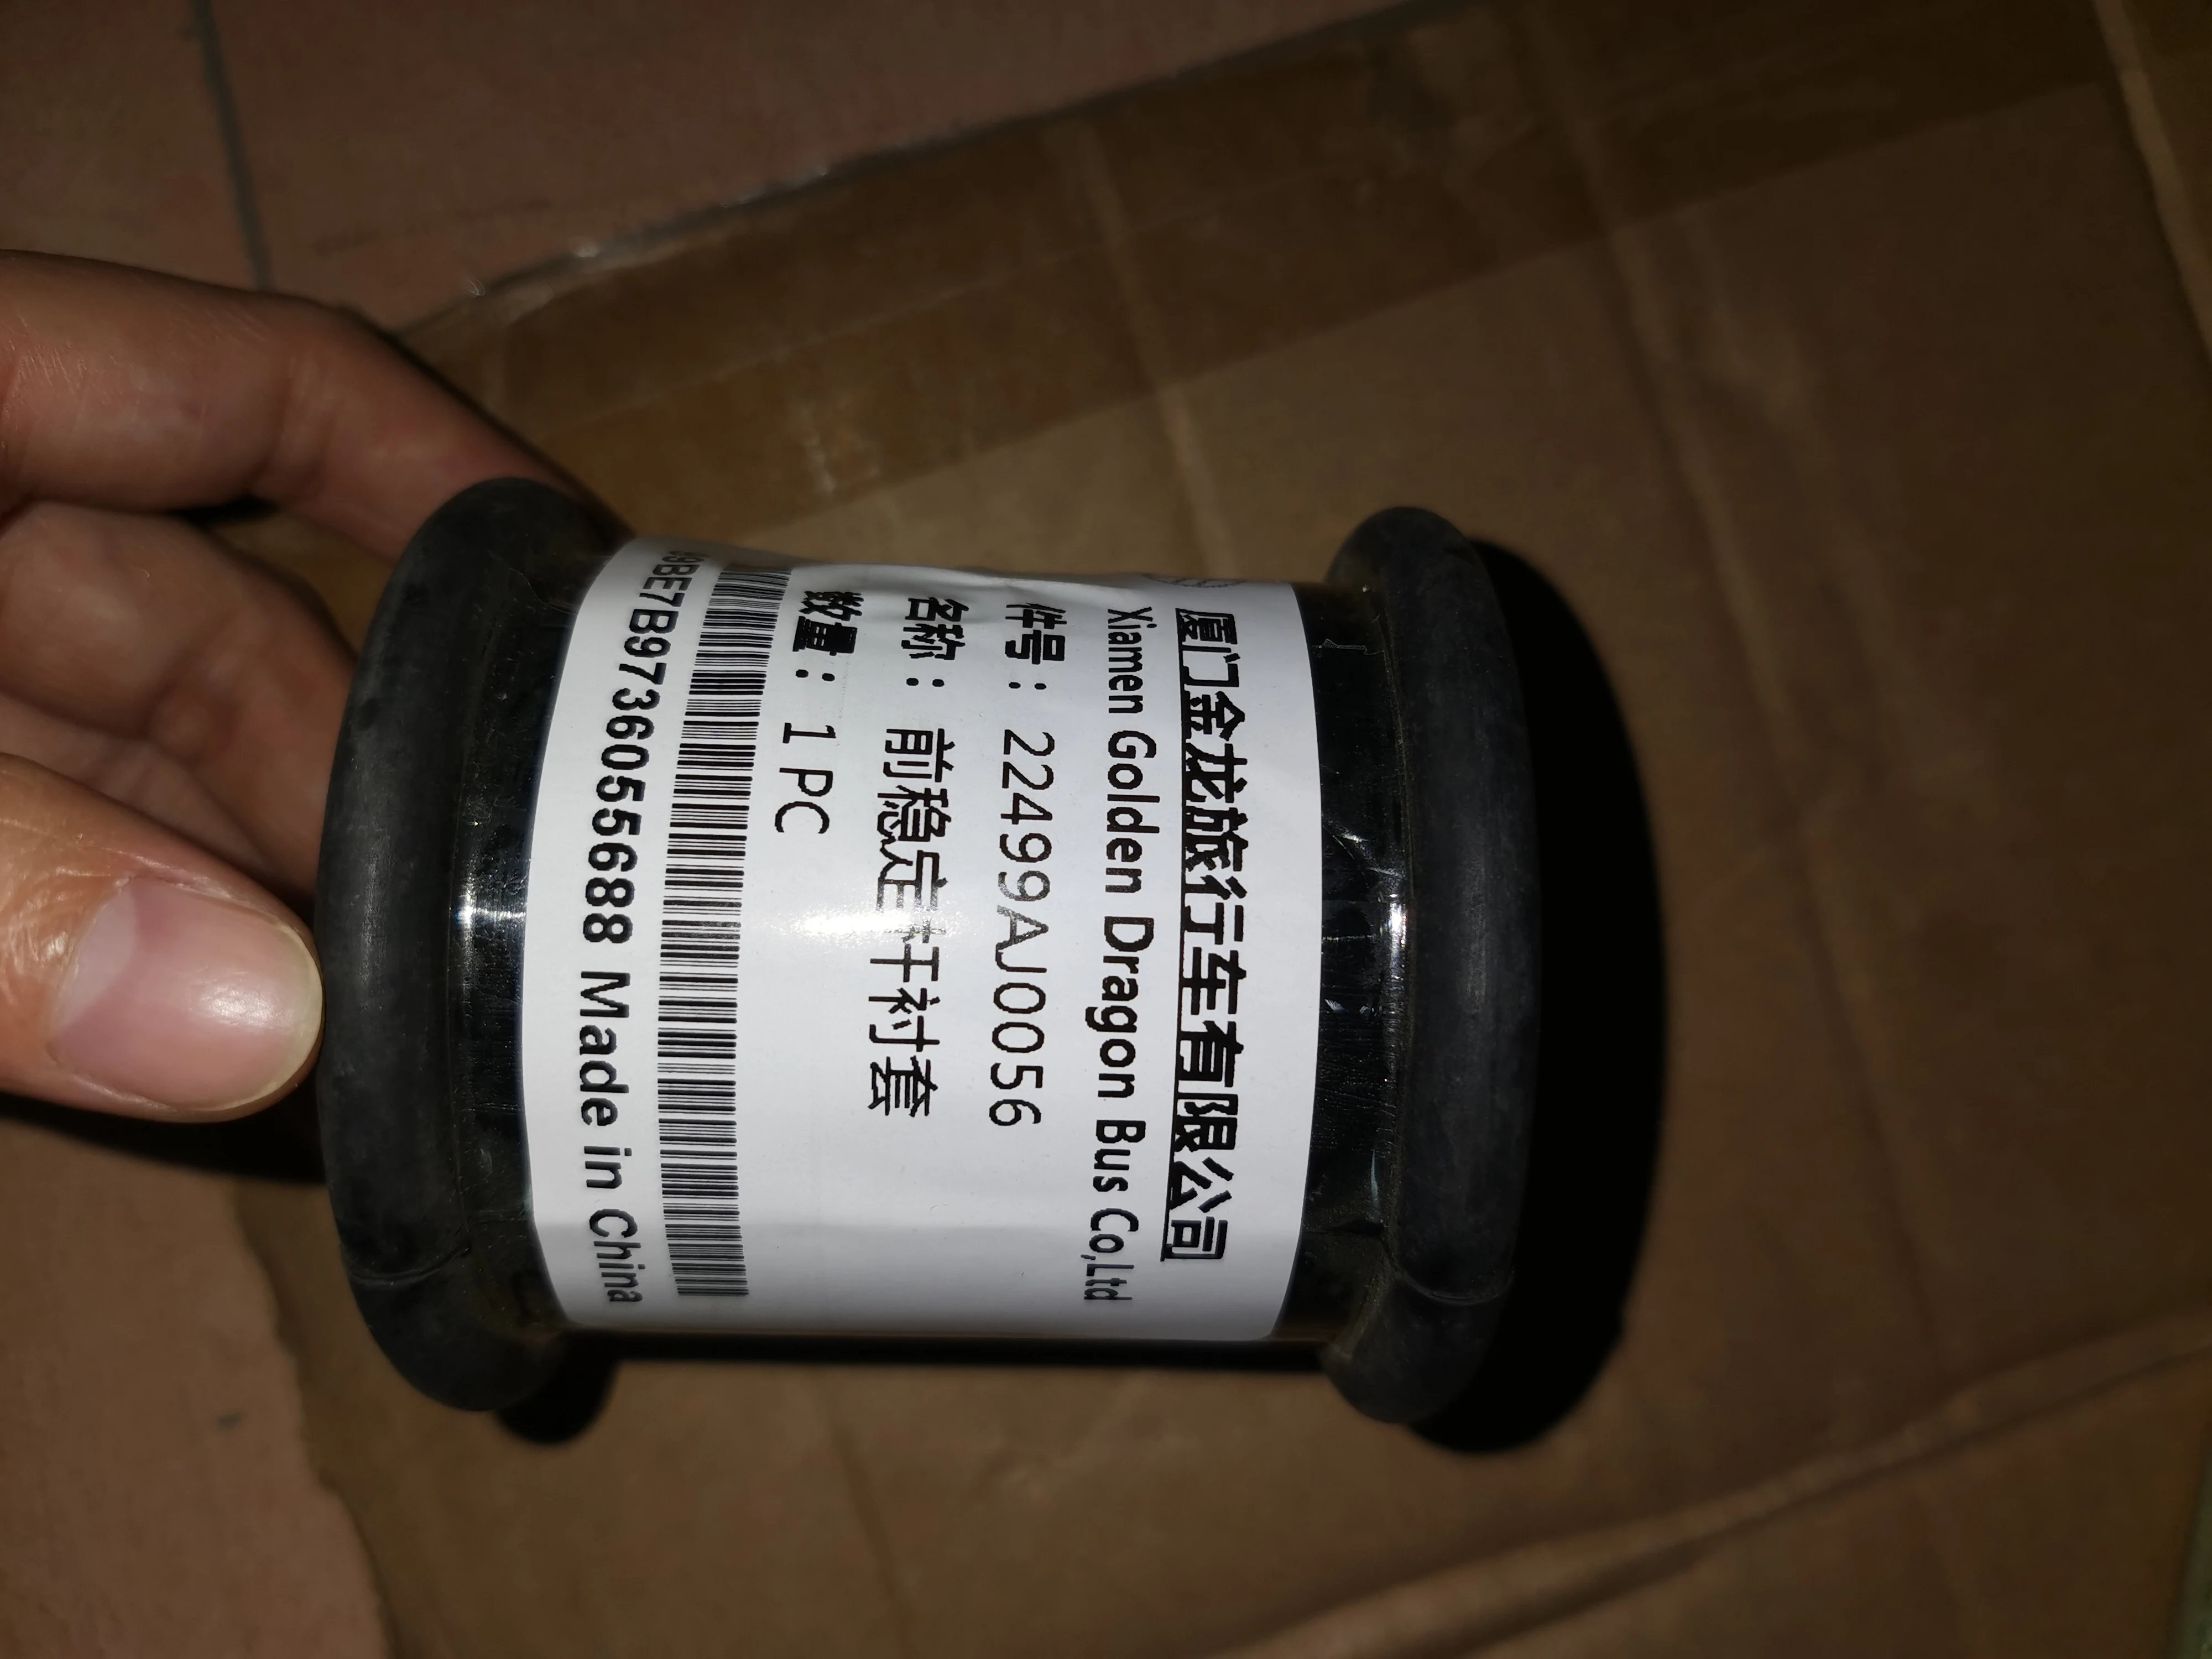 厦门金龙旅行车有限公司
Xiamen Golden Dragon Bus Co,Ltd
件号： 22499AJ0056
名称： 前稳定杆衬套
数量： 1 PC
9BE7B9736055688 Made in China